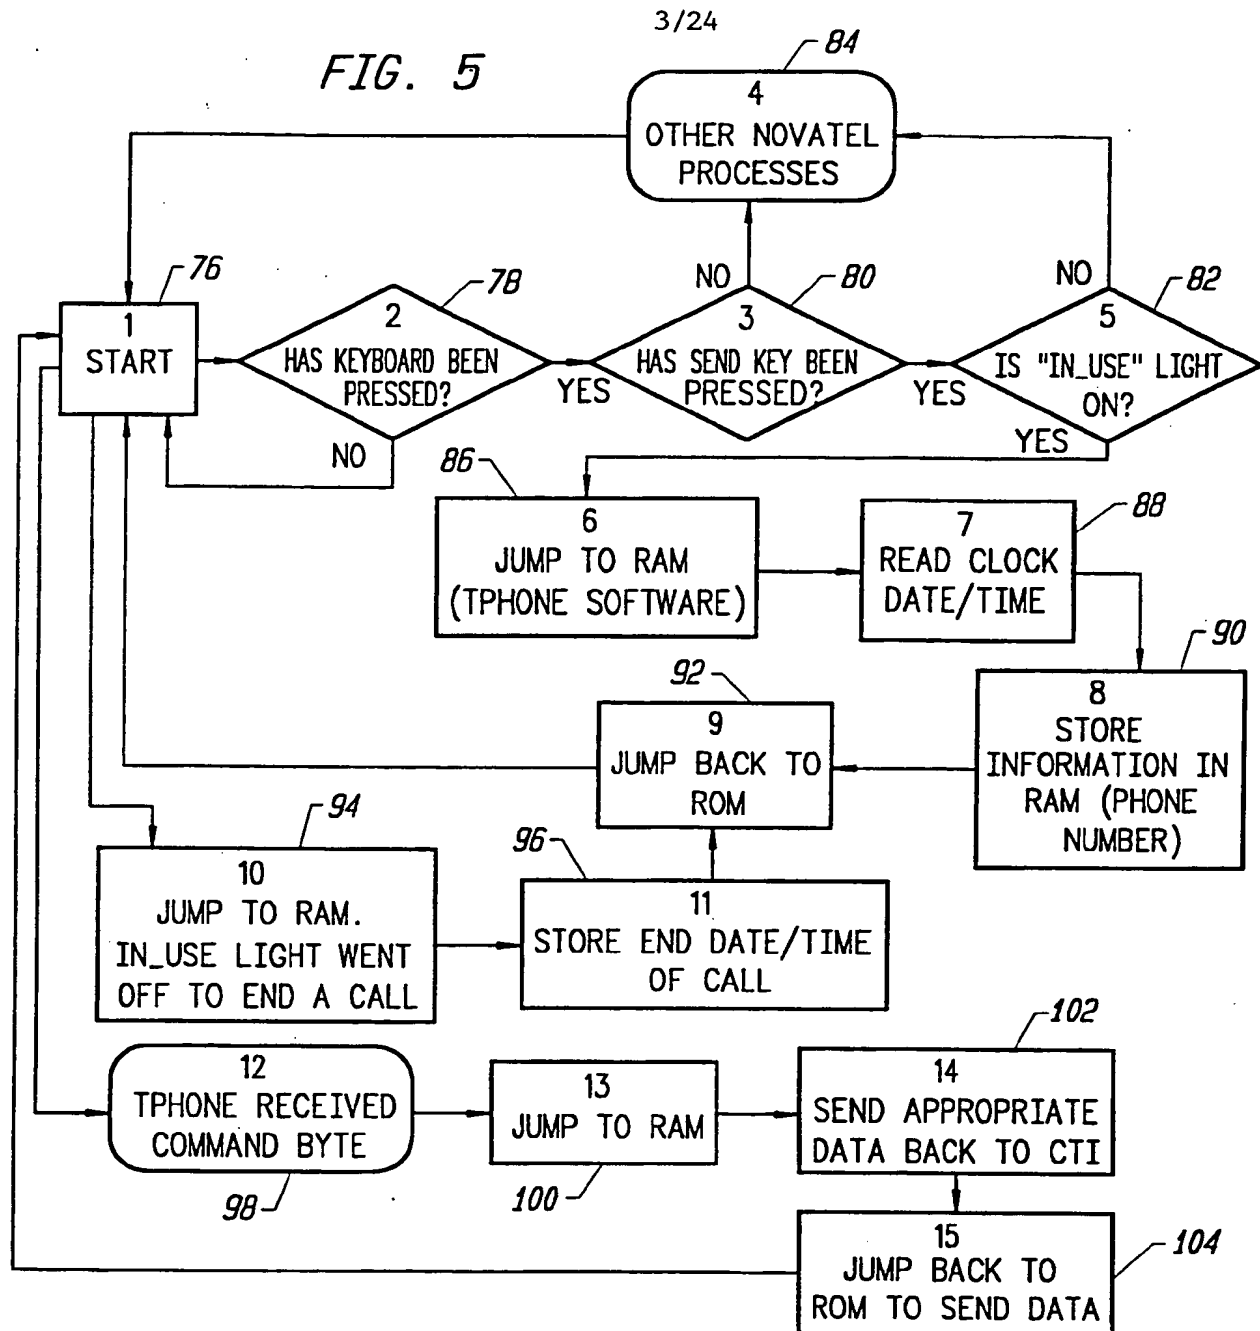 3/24
FIG. 5
84
4
OTHER NOVATEL
PROCESSES
76
1
START
78
2
HAS KEYBOARD BEEN
PRESSED?
NO
YES
80
3
HAS SEND KEY BEEN
PRESSED?
NO
YES
82
5
IS "IN_USE" LIGHT
ON?
NO
YES
86
6
JUMP TO RAM
(TPHONE SOFTWARE)
88
7
READ CLOCK
DATE/TIME
90
8
STORE
INFORMATION IN
RAM (PHONE
NUMBER)
92
9
JUMP BACK TO
ROM
94
10
JUMP TO RAM.
IN_USE LIGHT WENT
OFF TO END A CALL
96
11
STORE END DATE/TIME
OF CALL
12
TPHONE RECEIVED
COMMAND BYTE
98
13
JUMP TO RAM
100
102
14
SEND APPROPRIATE
DATA BACK TO CTI
15
JUMP BACK TO
ROM TO SEND DATA
104